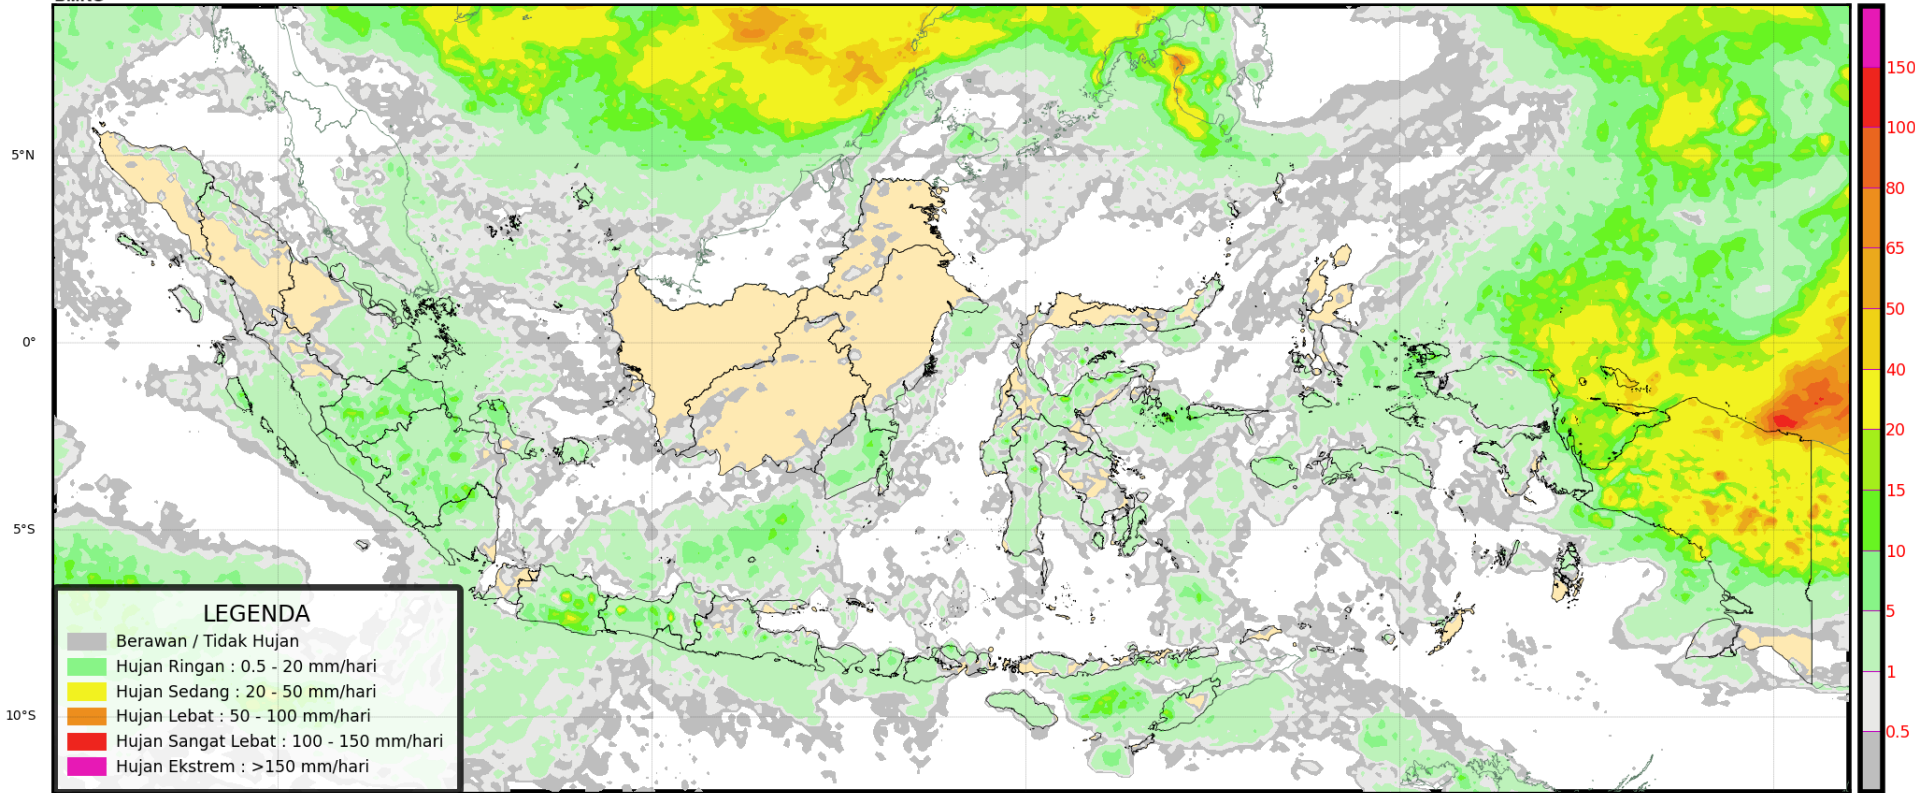 5°N
0°
5°S
10°S
LEGENDA
Berawan / Tidak Hujan
Hujan Ringan : 0.5 - 20 mm/hari
Hujan Sedang : 20 - 50 mm/hari
Hujan Lebat : 50 - 100 mm/hari
Hujan Sangat Lebat : 100 - 150 mm/hari
Hujan Ekstrem : >150 mm/hari
150
100
80
65
50
40
20
15
10
5
1
0.5